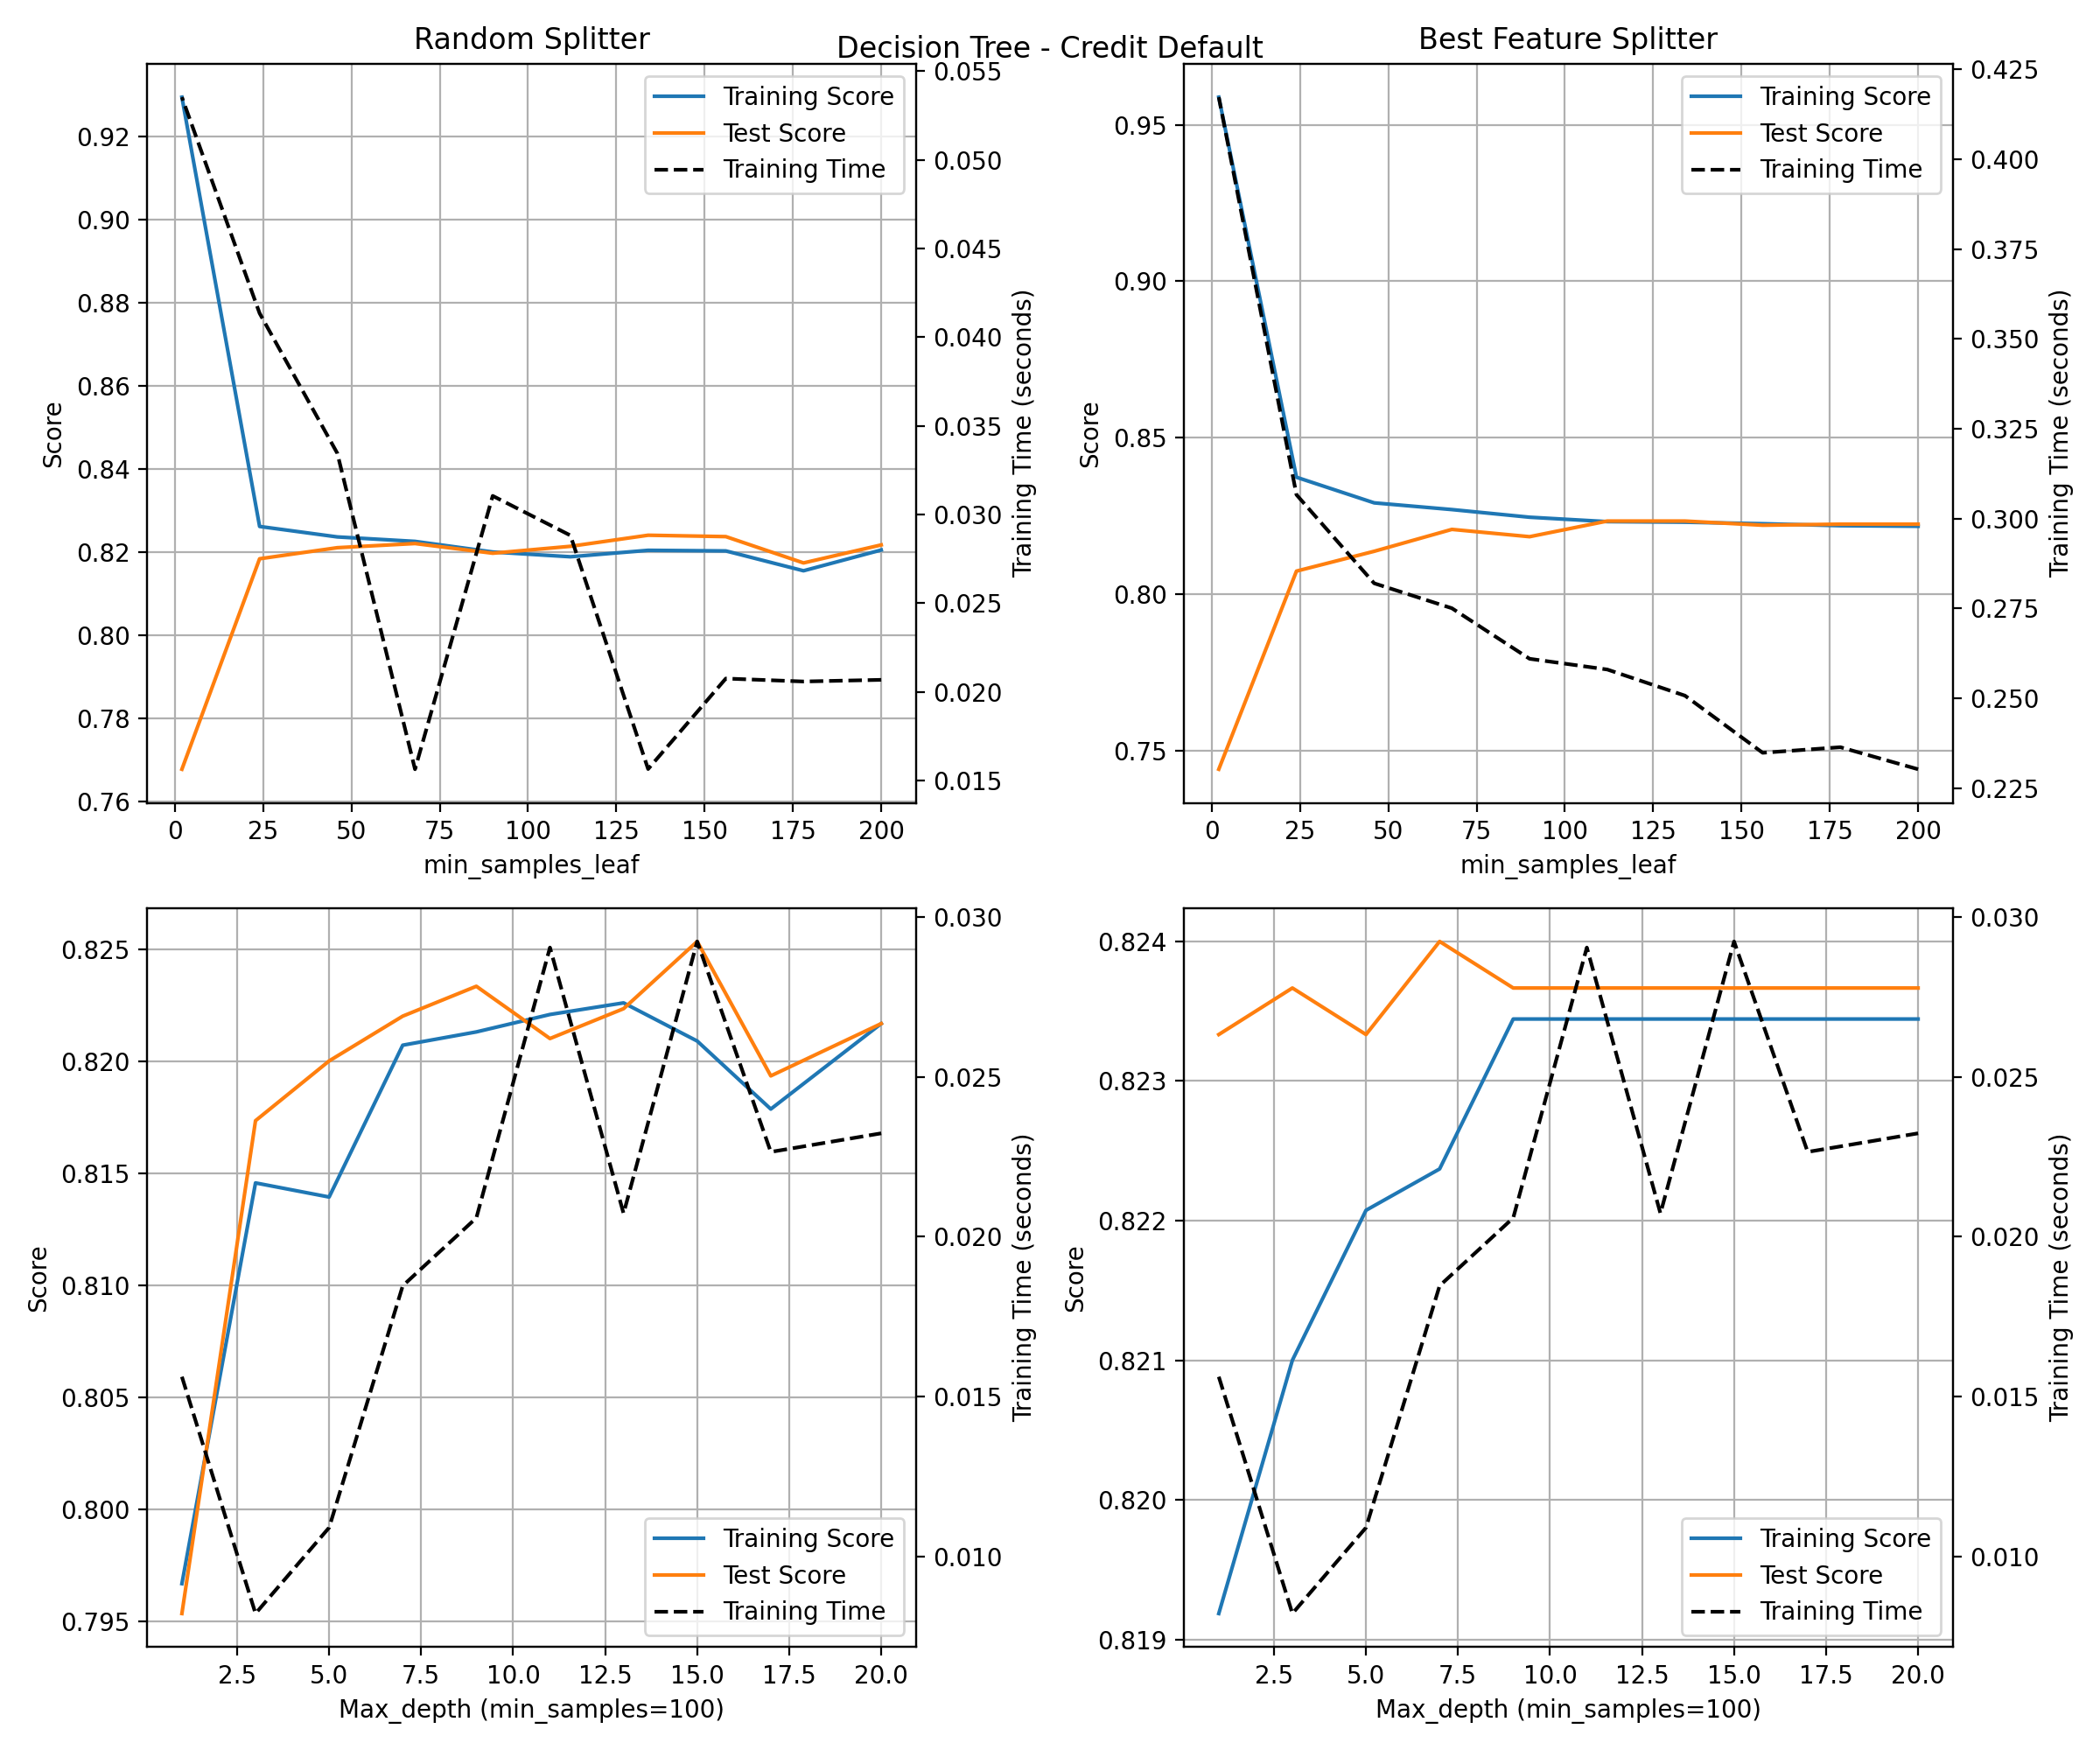 Decision Tree - Credit Default
Random Splitter
Training Score
Test Score
Training Time
0.92
0.90
0.88
0.86
0.84
0.82
0.80
0.78
0.76
Score
0.055
0.050
0.045
0.040
0.035
0.030
0.025
0.020
0.015
Training Time (seconds)
0 25 50 75 100 125 150 175 200
min_samples_leaf
Best Feature Splitter
Training Score
Test Score
Training Time
0.95
0.90
0.85
0.80
0.75
Score
0.425
0.400
0.375
0.350
0.325
0.300
0.275
0.250
0.225
Training Time (seconds)
0 25 50 75 100 125 150 175 200
min_samples_leaf
0.825
0.820
0.815
0.810
0.805
0.800
0.795
Score
0.030
0.025
0.020
0.015
0.010
Training Time (seconds)
Training Score
Test Score
Training Time
2.5 5.0 7.5 10.0 12.5 15.0 17.5 20.0
Max_depth (min_samples=100)
0.824
0.823
0.822
0.821
0.820
0.819
Score
0.030
0.025
0.020
0.015
0.010
Training Time (seconds)
Training Score
Test Score
Training Time
2.5 5.0 7.5 10.0 12.5 15.0 17.5 20.0
Max_depth (min_samples=100)